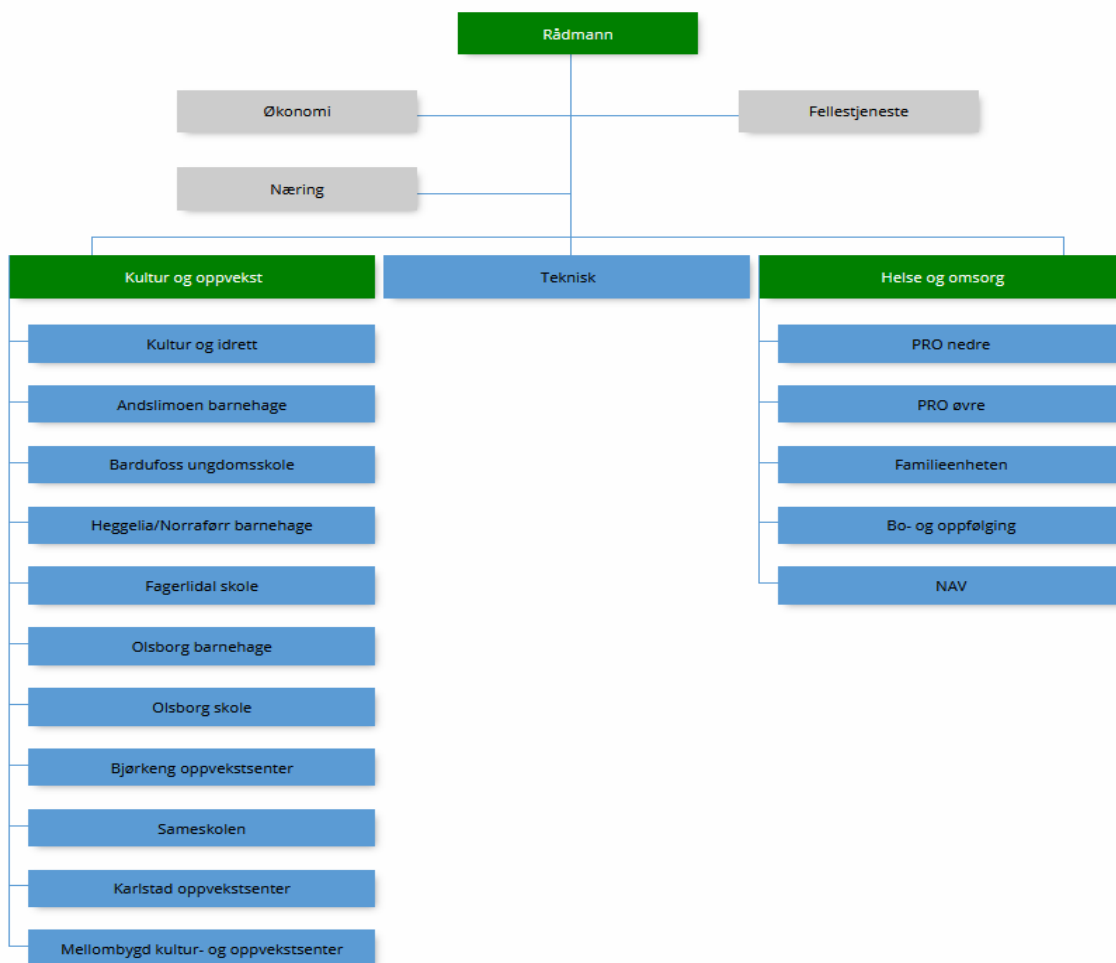 Rådmann
Økonomi
Fellestjeneste
Næring
Kultur og oppvekst
Teknisk
Helse og omsorg
Kultur og idrett
Andslimoen barnehage
Bardufoss ungdomsskole
Heggelia/Norraførr barnehage
Fagerlidal skole
Olsborg barnehage
Olsborg skole
Bjørkeng oppvekstsenter
Sameskolen
Karlstad oppvekstsenter
Mellombygd kultur- og oppvekstsenter
PRO nedre
PRO øvre
Familieenheten
Bo- og oppfølging
NAV